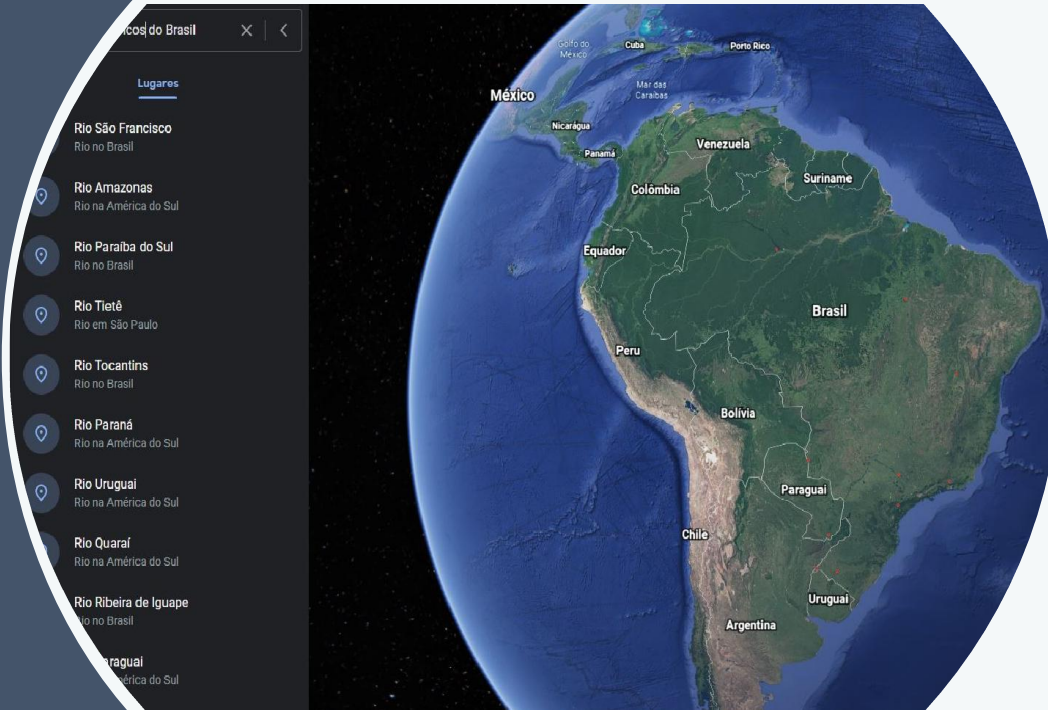 do Brasil
Lugares
Rio São Francisco
Rio no Brasil
Rio Amazonas
Rio na América do Sul
Rio Paraíba do Sul
Rio no Brasil
Rio Tietê
Rio em São Paulo
Rio Tocantins
Rio no Brasil
Rio Paraná
Rio na América do Sul
Rio Uruguai
Rio na América do Sul
Rio Quaraí
Rio na América do Sul
Rio Ribeira de Iguape
no Brasil
do Sul
Golfo do
México
Cuba
Porto Rico
Mar das
Caraíbas
México
Nicarágua
Panamá
Venezuela
Suriname
Colômbia
Equador
Brasil
Peru
Bolívia
Paraguai
Chile
Uruguai
Argentina